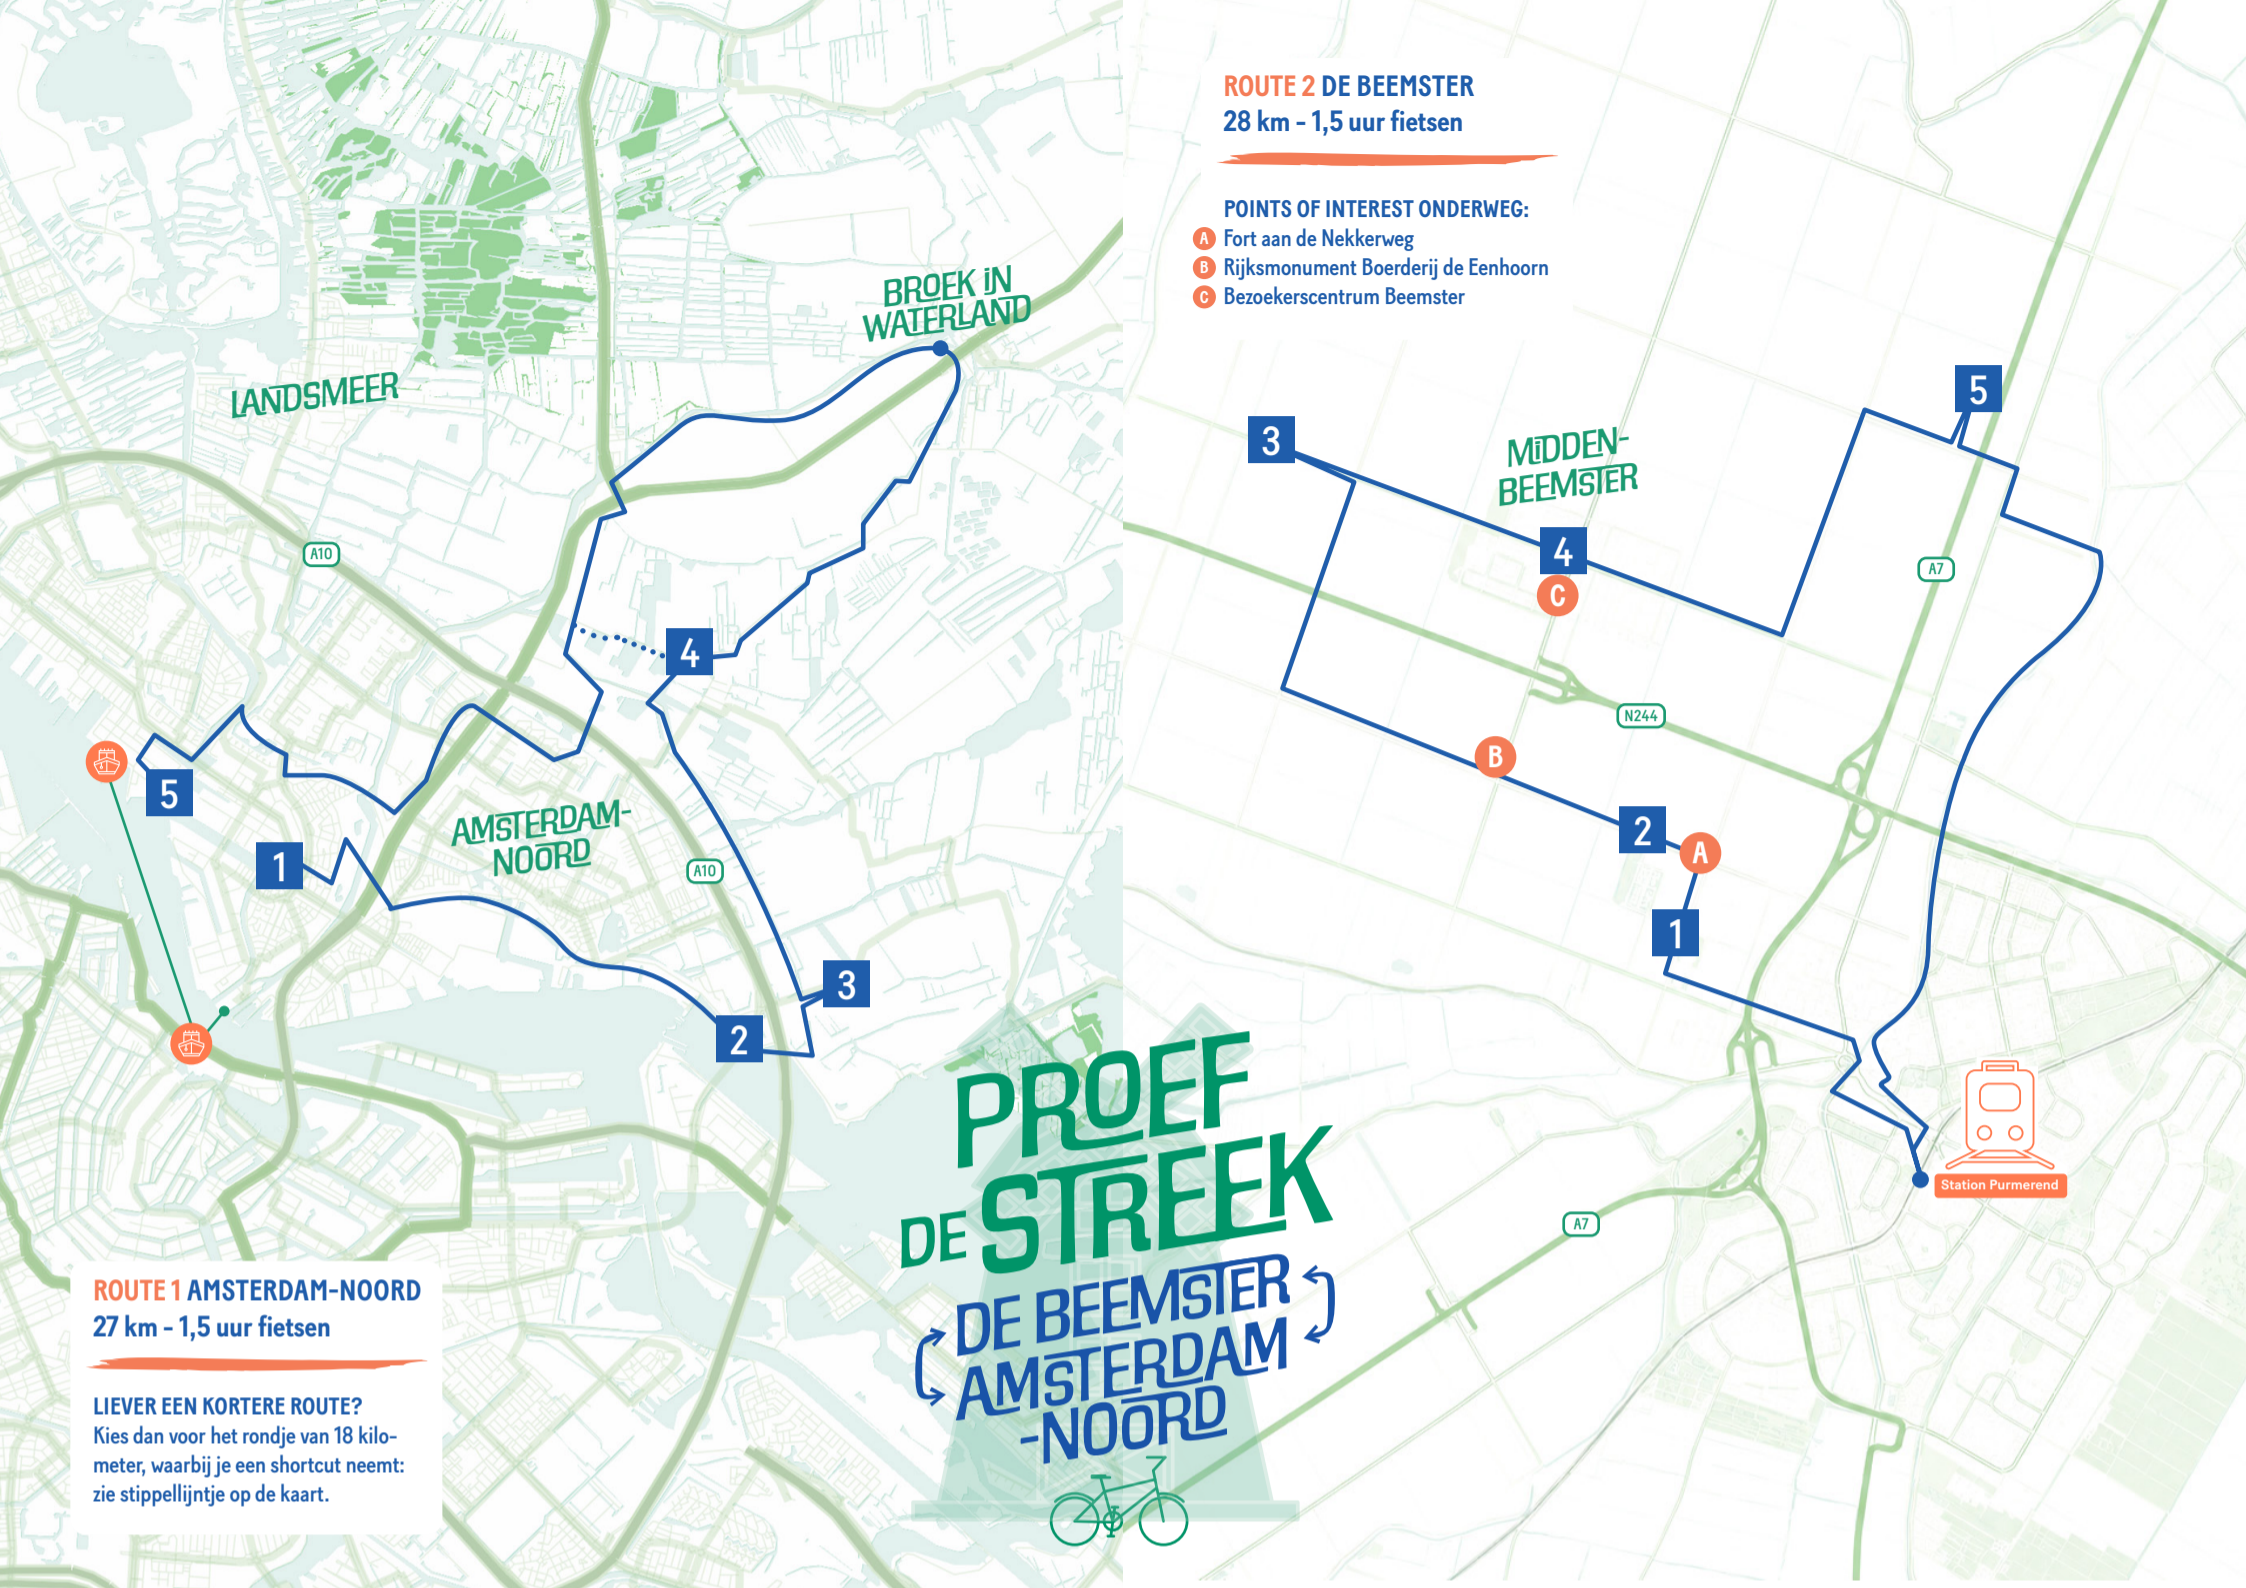 BROEK IN
WATERLAND
LANDSMEER
A10
4
5
1
AMSTERDAM-
NOORD
A10
3
2
ROUTE 1 AMSTERDAM-NOORD
27 km - 1,5 uur fietsen
LIEVER EEN KORTERE ROUTE?
Kies dan voor het rondje van 18 kilo-
meter, waarbij je een shortcut neemt:
zie stippellijntje op de kaart.
PROEF
DE STREEK
DE BEEMSTER
AMSTERDAM
-NOORD
ROUTE 2 DE BEEMSTER
28 km - 1,5 uur fietsen
POINTS OF INTEREST ONDERWEG:
A Fort aan de Nekkerweg
B Rijksmonument Boerderij de Eenhoorn
C Bezoekerscentrum Beemster
5
3
MIDDEN-
BEEMSTER
4
C
A7
N244
B
2
A
1
Station Purmerend
A7